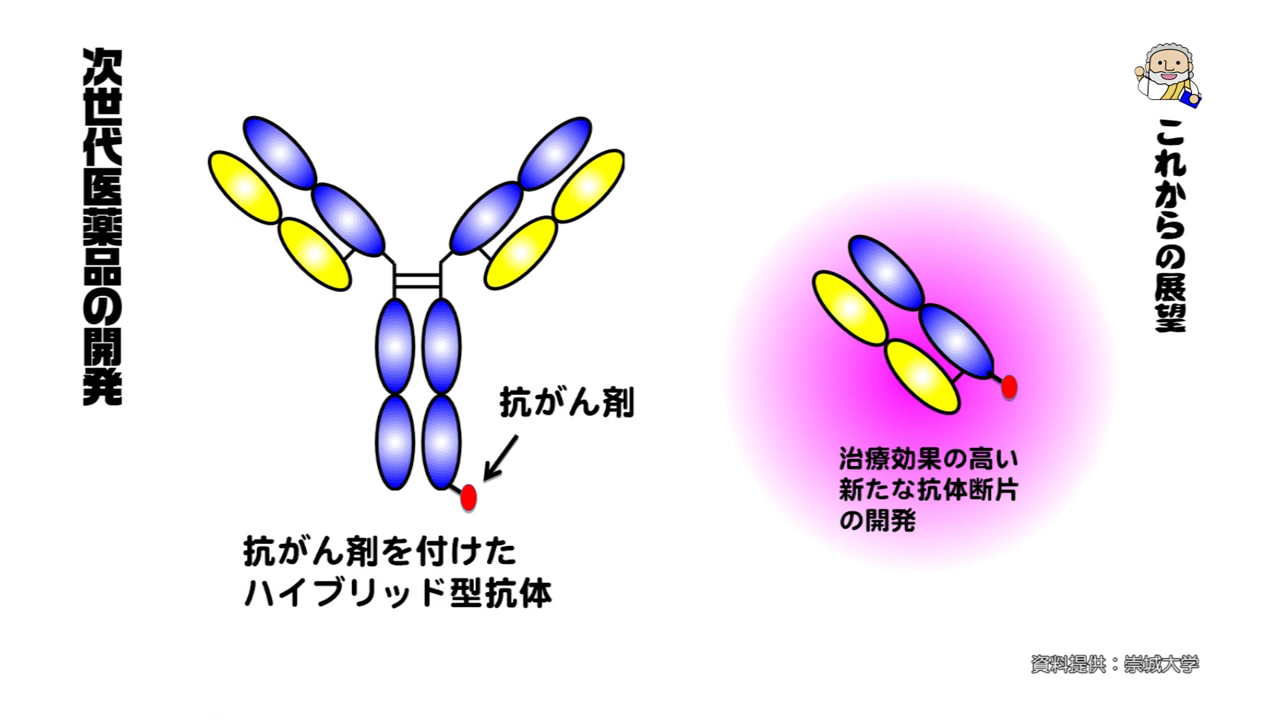 次世代医薬品の開発
これからの展望
抗がん剤
抗がん剤を付けた
ハイブリッド型抗体
治療効果の高い
新たな抗体断片
の開発
資料提供：崇城大学